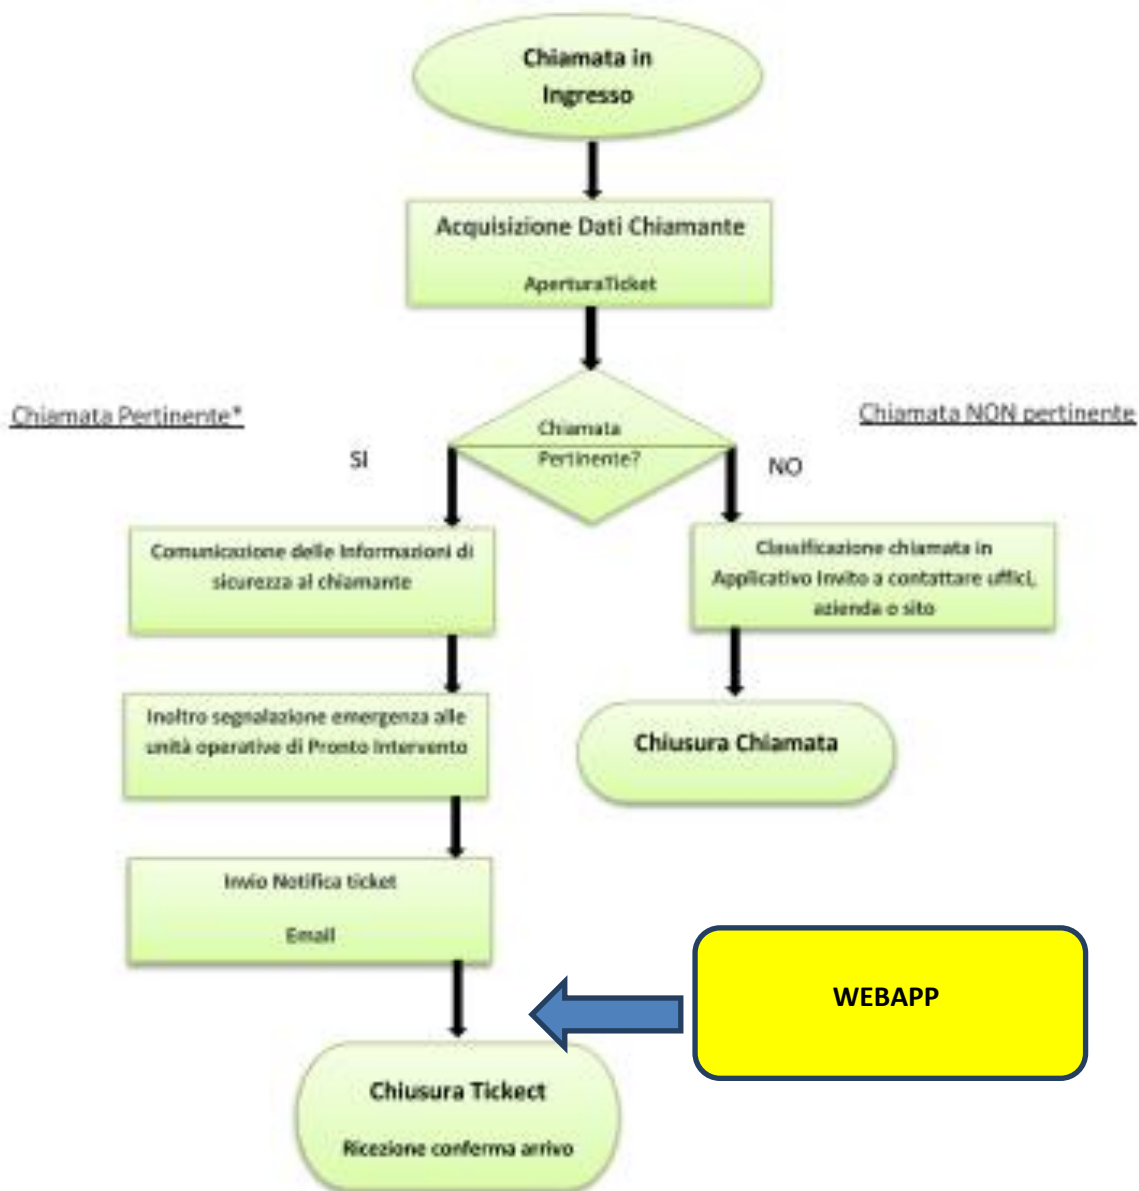 Chiamata in
Ingresso
Acquisizione Dati Chiamante
AperturaTicket
Chiamata Pertinente*
Chiamata NON pertinente
Chiamata
Pertinente?
SI
NO
Comunicazione delle Informazioni di
sicurezza al chiamante
Classificazione chiamata in
Applicativo Invito a contattare uffici,
azienda o sito
Inoltro segnalazione emergenza alle
unità operative di Pronto Intervento
Chiusura Chiamata
Invio Notifica ticket
Email
WEBAPP
Chiusura Tickect
Ricezione conferma arrivo